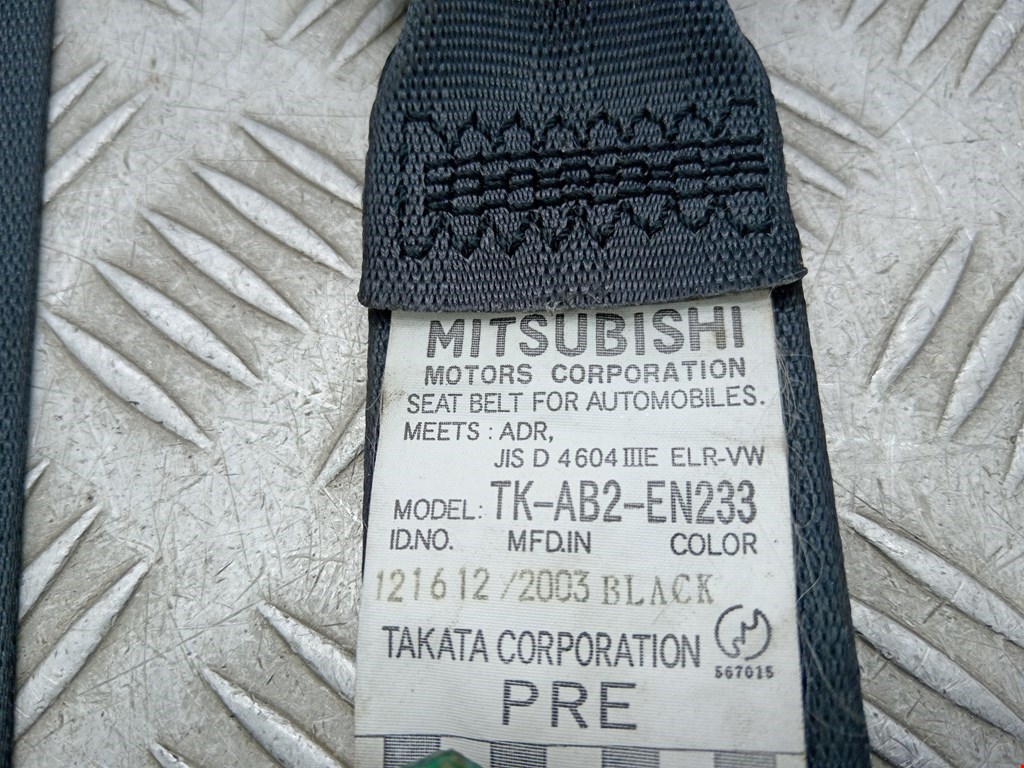 MITSUBISHI
MOTORS CORPORATION
SEAT BELT FOR AUTOMOBILES.
MEETS : ADR,
JIS D 4604 IIIE ELR-VW
MODEL: TK-AB2-EN233
ID.NO. MFD.IN COLOR
121612/2003 BLACK
TAKATA CORPORATION
567015
PRE